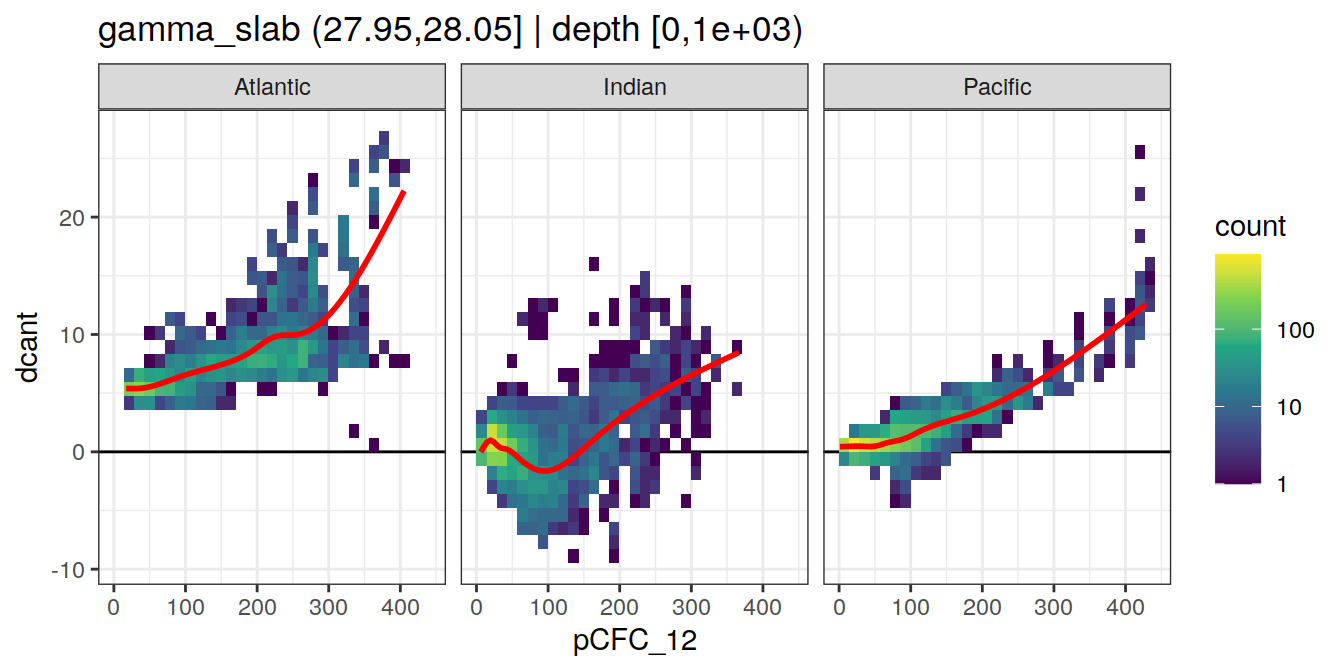 gamma_slab (27.95,28.05] | depth [0,1e+03)
Atlantic
Indian
Pacific
dcant
20
10
0
-10
0 100 200 300 400
0 100 200 300 400
0 100 200 300 400
pCFC_12
count
100
10
1